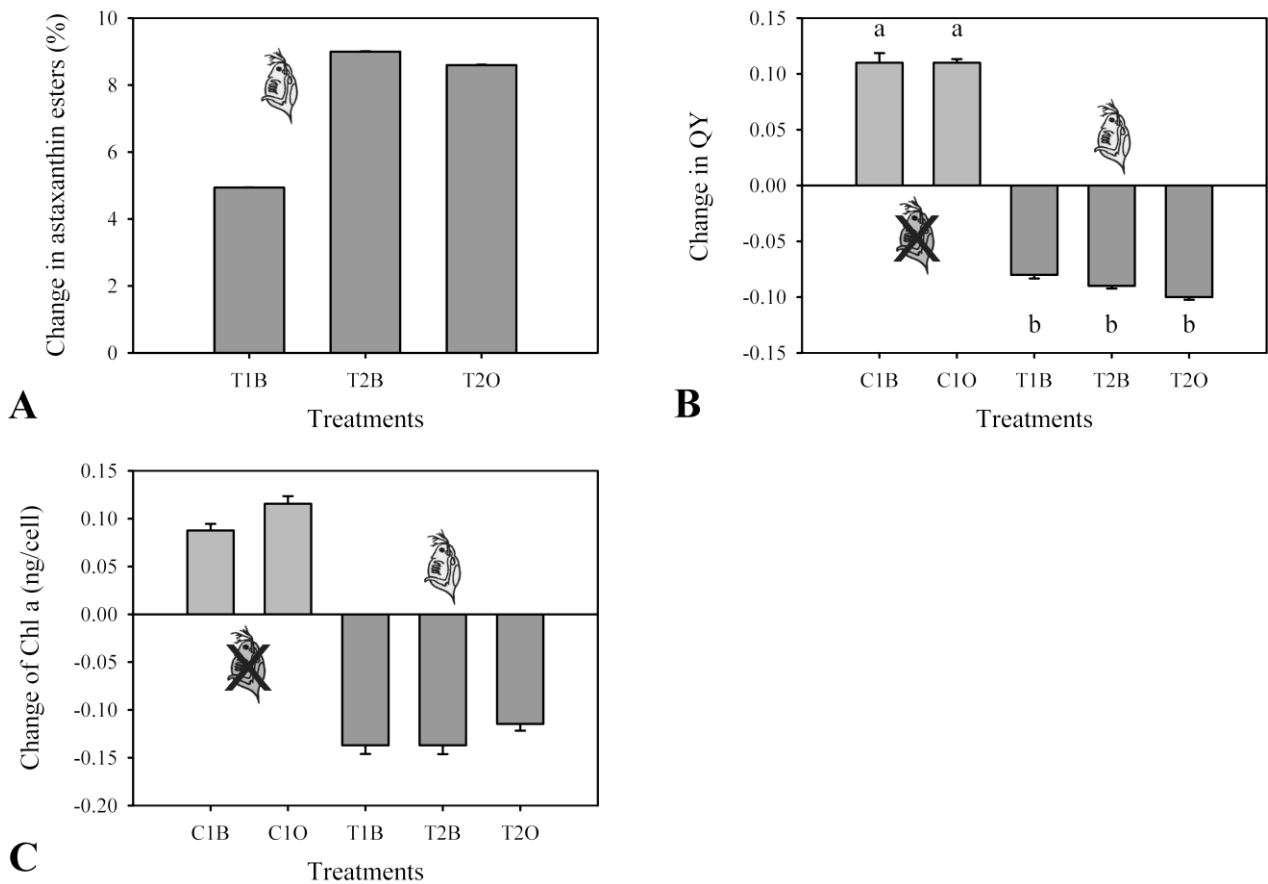 Change in astaxanthin esters (%)
10
8
6
4
2
0
T1B T2B T2O
Treatments
A
Change in QY
0.15
0.10
0.05
0.00
-0.05
-0.10
-0.15
a a
b b b
C1B C1O T1B T2B T2O
Treatments
B
Change of Chl a (ng/cell)
0.15
0.10
0.05
0.00
-0.05
-0.10
-0.15
-0.20
C1B C1O T1B T2B T2O
Treatments
C